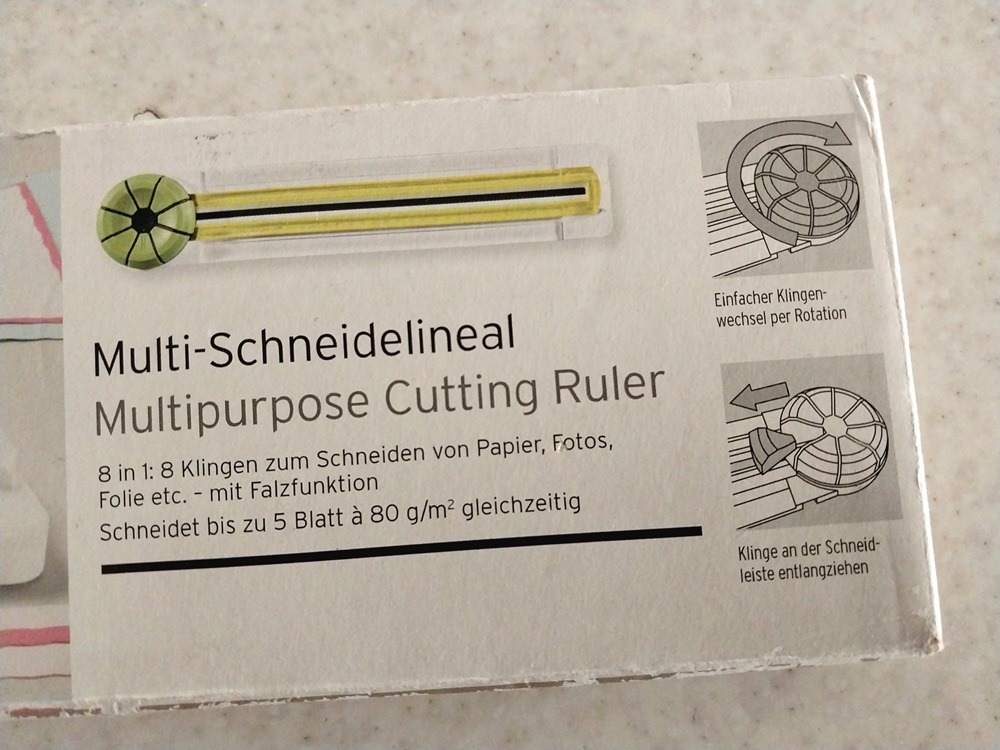 Multi-Schneidelineal
Multipurpose Cutting Ruler
8 in 1: 8 Klingen zum Schneiden von Papier, Fotos,
Folie etc. – mit Falzfunktion
Schneidet bis zu 5 Blatt à 80 g/m² gleichzeitig
Einfacher Klingen-
wechsel per Rotation
Klinge an der Schneid-
leiste entlangziehen